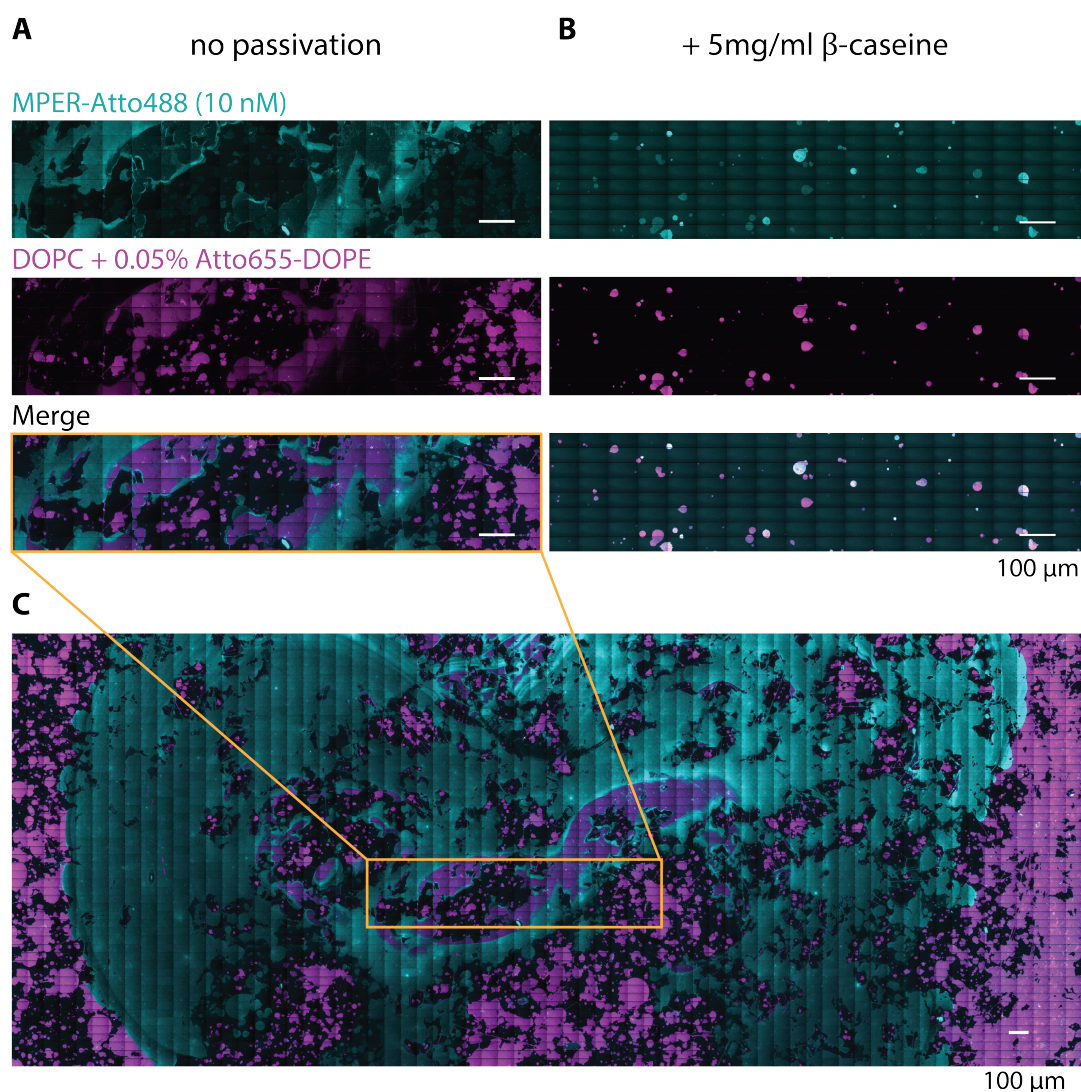 A
no passivation
B
+ 5mg/ml β-caseine
MPER-Atto488 (10 nM)
DOPC + 0.05% Atto655-DOPE
Merge
100 μm
C
100 μm